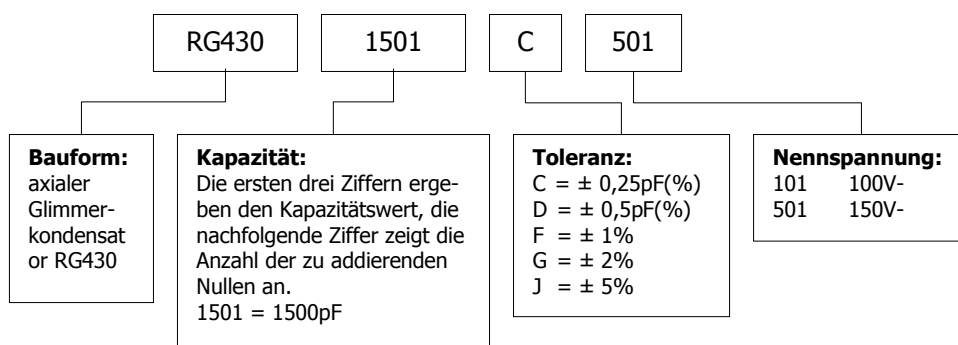 RG430 1501 C 501
Bauform:
axialer
Glimmer-
kondensat
or RG430
Kapazität:
Die ersten drei Ziffern erge-
ben den Kapazitätswert, die
nachfolgende Ziffer zeigt die
Anzahl der zu addierenden
Nullen an.
1501 = 1500pF
Toleranz:
C = ± 0,25pF(%)
D = ± 0,5pF(%)
F = ± 1%
G = ± 2%
J = ± 5%
Nennspannung:
101 100V-
501 150V-